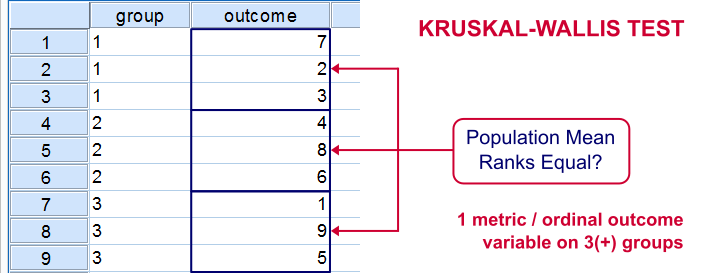 group outcome
1 1 7
2 1 2
3 1 3
4 2 4
5 2 8
6 2 6
7 3 1
8 3 9
9 3 5
KRUSKAL-WALLIS TEST
Population Mean
Ranks Equal?
1 metric / ordinal outcome
variable on 3(+) groups